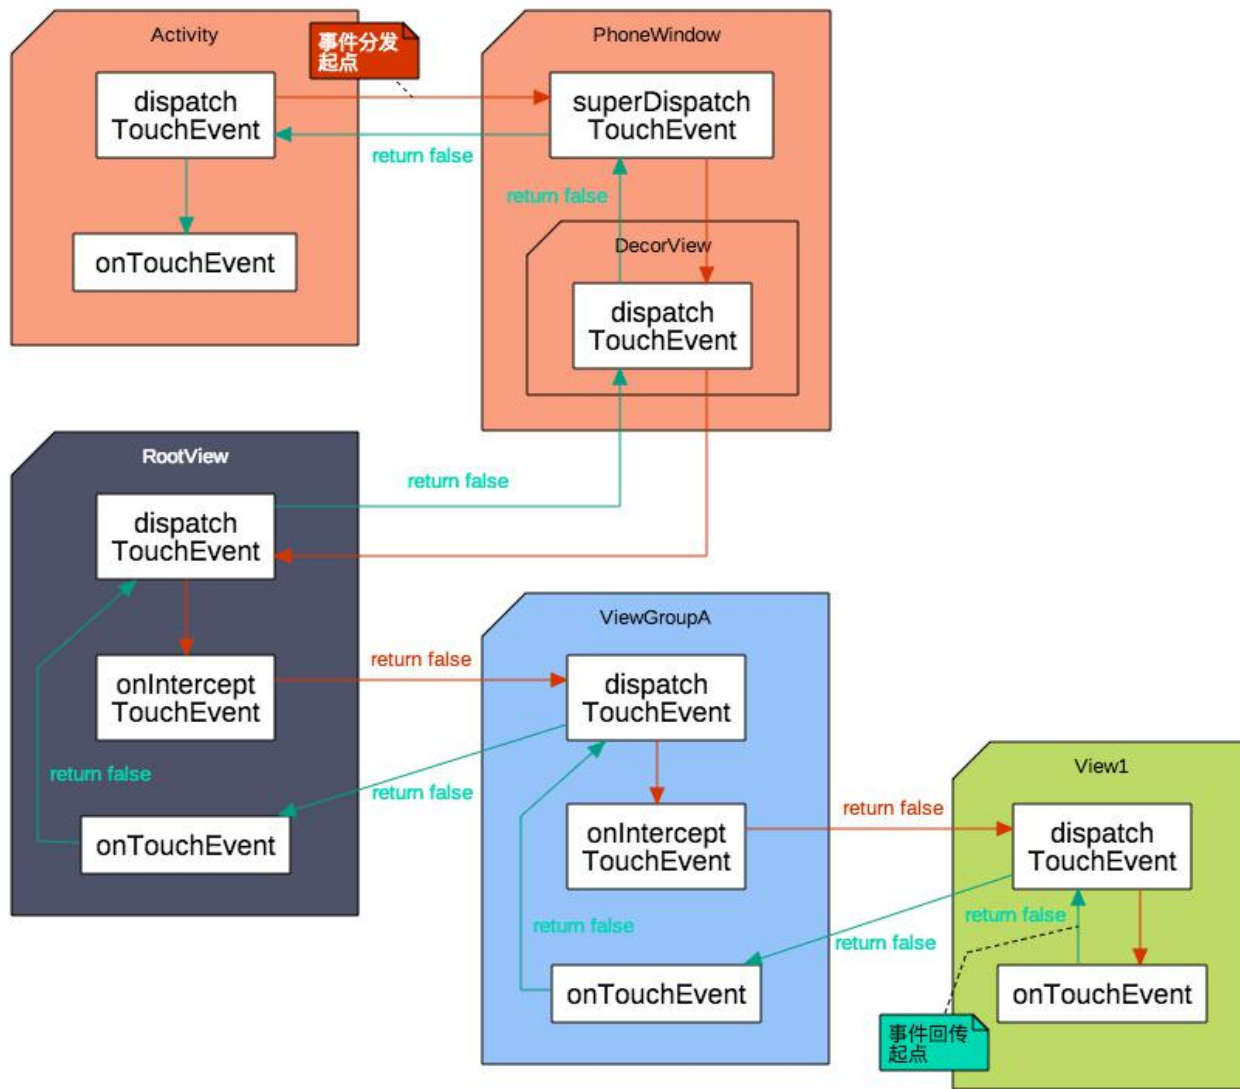 Activity
事件分发
起点
PhoneWindow
dispatch
TouchEvent
superDispatch
TouchEvent
return false
return false
DecorView
onTouchEvent
dispatch
TouchEvent
RootView
return false
dispatch
TouchEvent
ViewGroupA
return false
onIntercept
TouchEvent
dispatch
TouchEvent
return false
return false
View1
return false
onTouchEvent
onIntercept
TouchEvent
dispatch
TouchEvent
return false
return false
return false
onTouchEvent
onTouchEvent
事件回传
起点